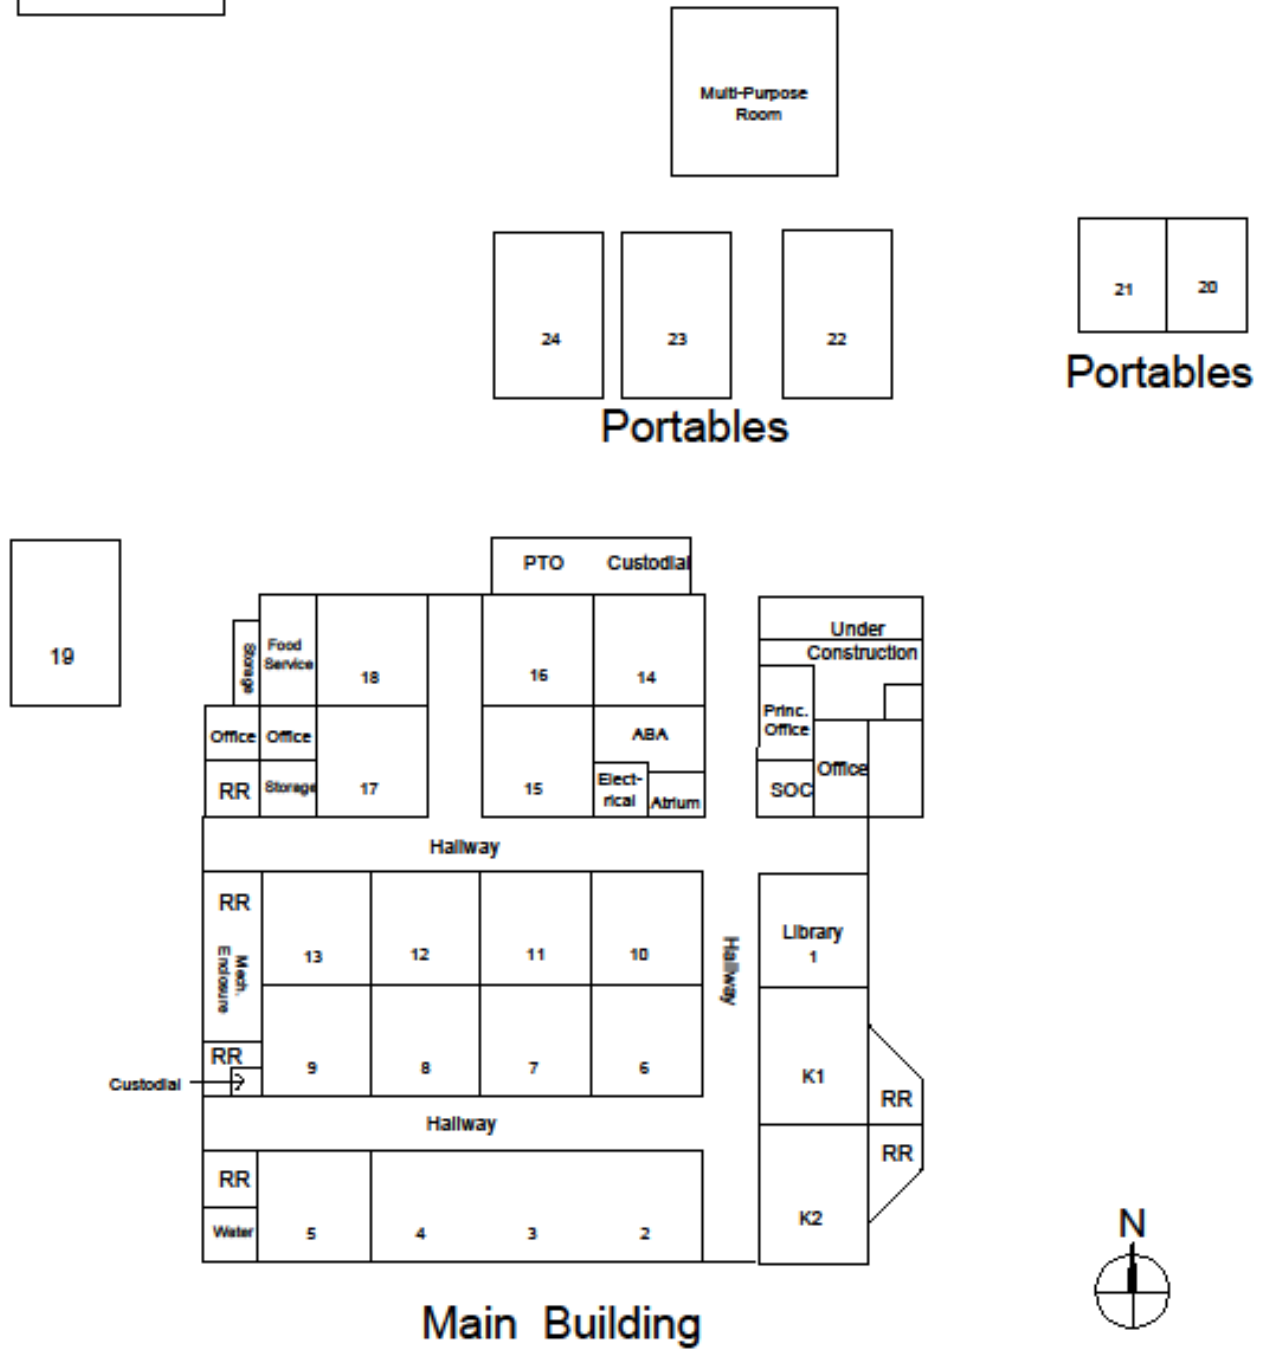 Multi-Purpose
Room
24
23
22
21
20
Portables
Portables
19
PTO
Custodial
Storage
Food
Service
18
16
14
Under
Construction
Office
Office
17
15
ABA
Princ.
Office
RR
Storage
Elect-
rical
Atrium
SOC
Office
Hallway
RR
Mech.
Enclosure
13
12
11
10
Hallway
Library
1
RR
Custodial
9
8
7
6
K1
RR
Hallway
RR
RR
Water
5
4
3
2
K2
N
Main Building